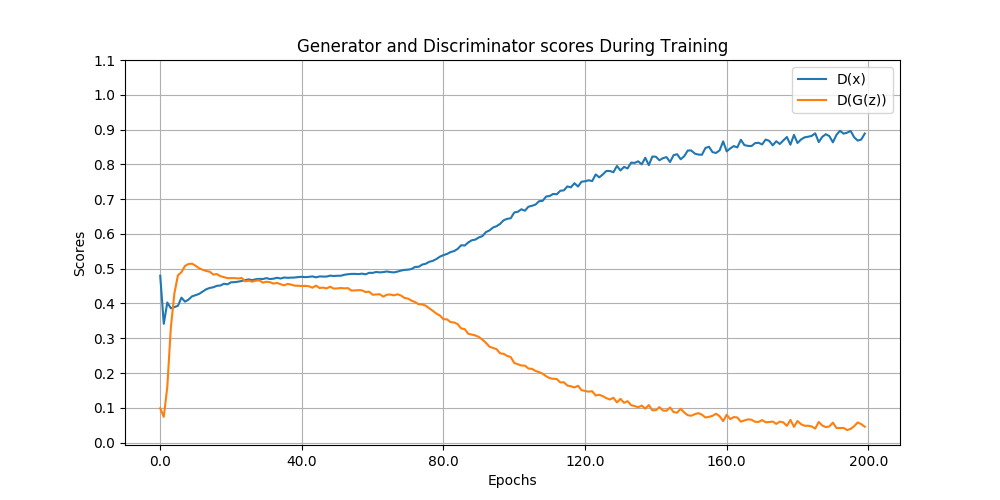 Generator and Discriminator scores During Training
1.1
1.0
0.9
0.8
0.7
0.6
0.5
0.4
0.3
0.2
0.1
0.0
Scores
D(x)
D(G(z))
0.0 40.0 80.0 120.0 160.0 200.0
Epochs